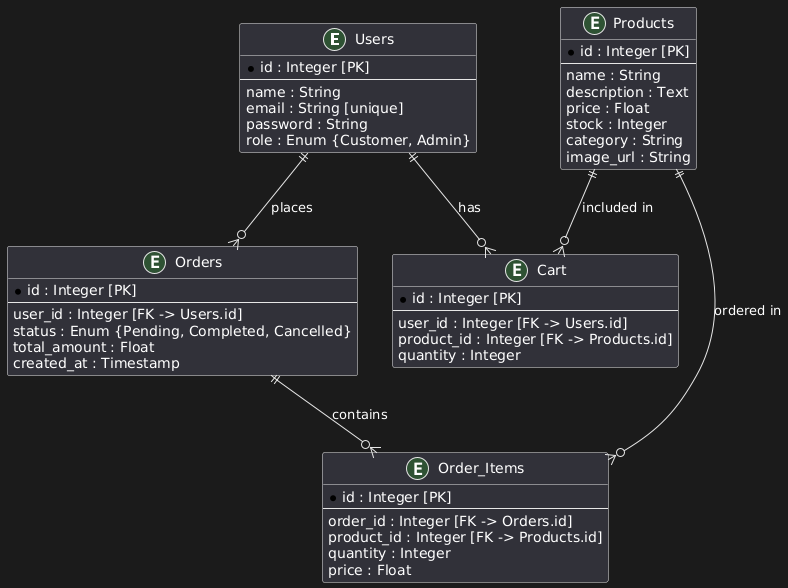 E Users
id : Integer [PK]
name : String
email : String [unique]
password : String
role : Enum {Customer, Admin}
E Products
id : Integer [PK]
name : String
description : Text
price : Float
stock : Integer
category : String
image_url : String
places
has
included in
E Orders
id : Integer [PK]
user_id : Integer [FK -> Users.id]
status : Enum {Pending, Completed, Cancelled}
total_amount : Float
created_at : Timestamp
E Cart
id : Integer [PK]
user_id : Integer [FK -> Users.id]
product_id : Integer [FK -> Products.id]
quantity : Integer
ordered in
contains
E Order_Items
id : Integer [PK]
order_id : Integer [FK -> Orders.id]
product_id : Integer [FK -> Products.id]
quantity : Integer
price : Float